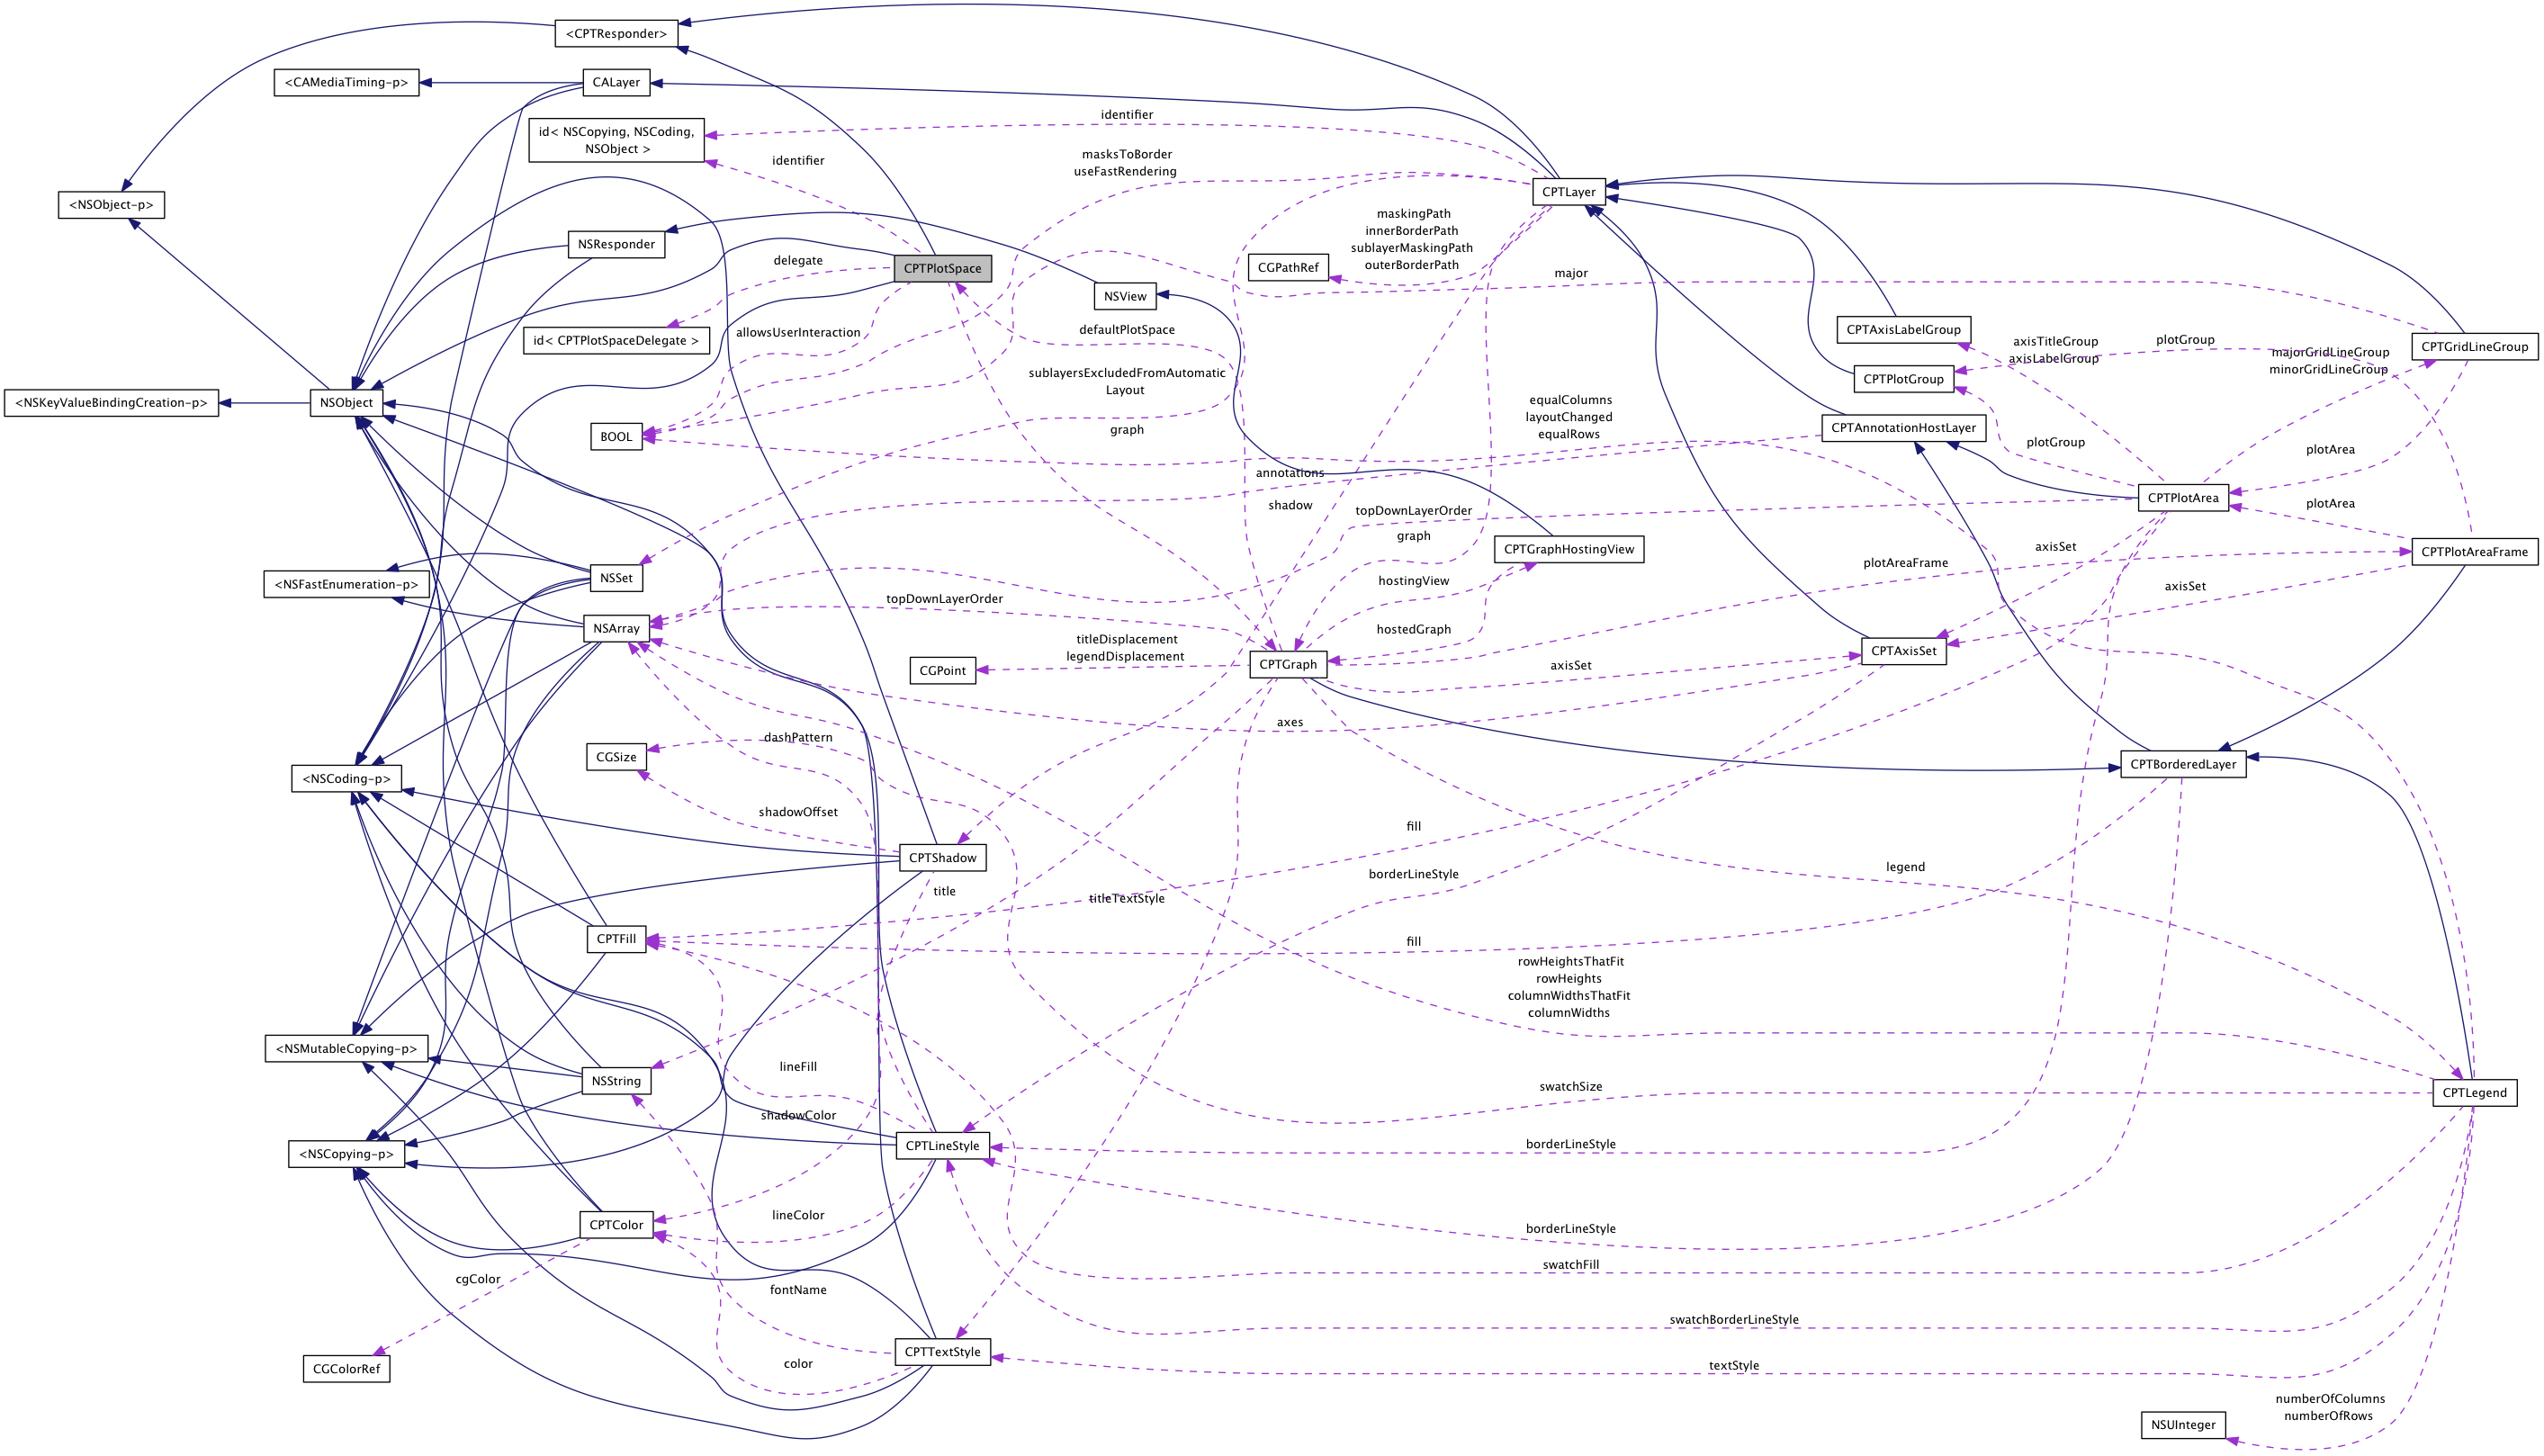 <CPTResponder>
<CAMediaTiming-p>
CALayer
identifier
id< NSCopying, NSCoding,
NSObject >
identifier
masksToBorder
useFastRendering
<NSObject-p>
CPTLayer
maskingPath
innerBorderPath
sublayerMaskingPath
outerBorderPath
NSResponder
delegate
CPTPlotSpace
CGPathRef
major
NSView
id< CPTPlotSpaceDelegate >
allowsUserInteraction
defaultPlotSpace
CPTAxisLabelGroup
axisTitleGroup
axisLabelGroup
plotGroup
CPTGridLineGroup
majorGridLineGroup
minorGridLineGroup
sublayersExcludedFromAutomatic
Layout
CPTPlotGroup
<NSKeyValueBindingCreation-p>
NSObject
equalColumns
layoutChanged
equalRows
BOOL
graph
CPTAnnotationHostLayer
plotGroup
plotArea
annotations
shadow
CPTPlotArea
topDownLayerOrder
graph
plotArea
CPTGraphHostingView
axisSet
CPTPlotAreaFrame
plotAreaFrame
<NSFastEnumeration-p>
NSSet
hostingView
axisSet
topDownLayerOrder
NSArray
hostedGraph
titleDisplacement
legendDisplacement
CGPoint
CPTGraph
axisSet
CPTAxisSet
axes
dashPattern
CGSize
<NSCoding-p>
CPTBorderedLayer
shadowOffset
fill
CPTShadow
legend
borderLineStyle
title
titleTextStyle
CPTFill
fill
rowHeightsThatFit
rowHeights
columnWidthsThatFit
columnWidths
<NSMutableCopying-p>
lineFill
NSString
swatchSize
CPTLegend
shadowColor
<NSCopying-p>
CPTLineStyle
borderLineStyle
CPTColor
lineColor
borderLineStyle
swatchFill
cgColor
fontName
swatchBorderLineStyle
CPTTextStyle
CGColorRef
color
textStyle
numberOfColumns
numberOfRows
NSUInteger